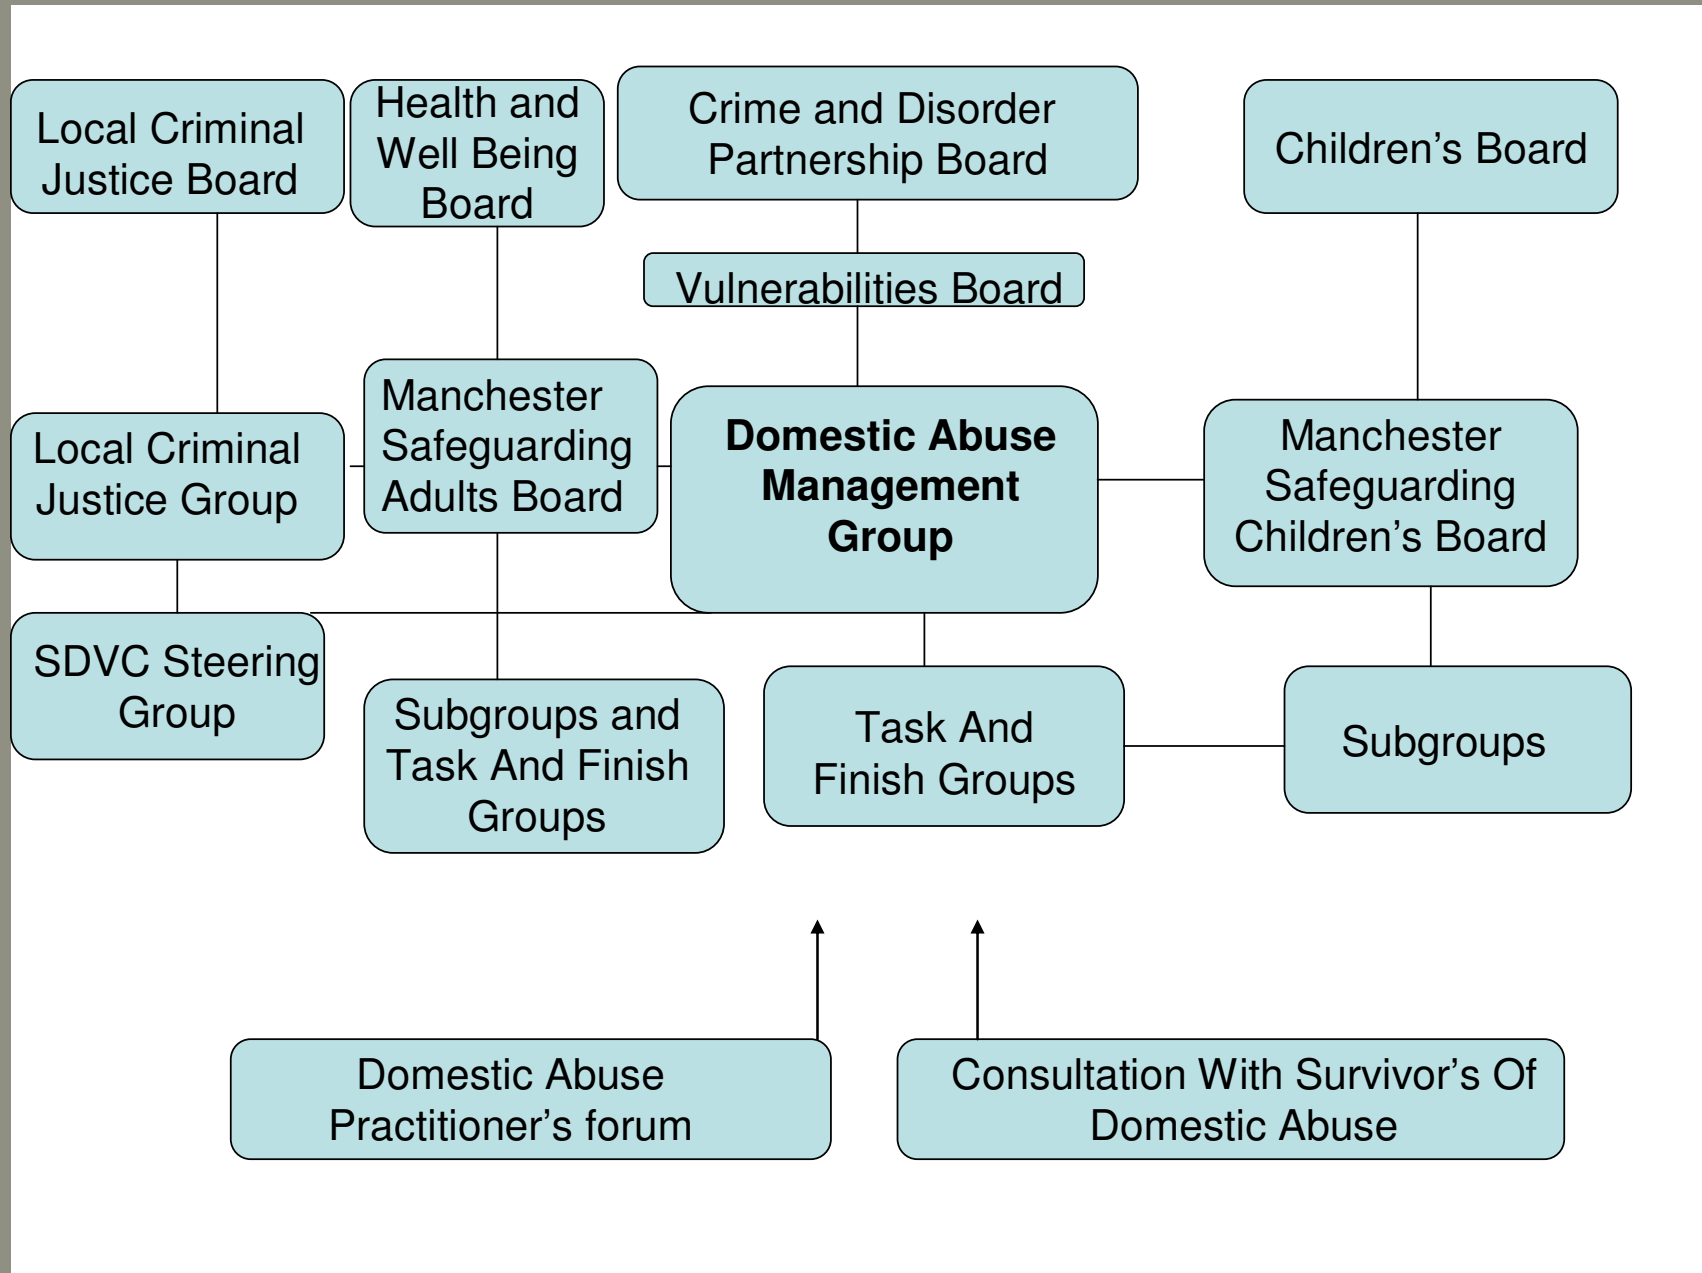 Local Criminal
Justice Board
Health and
Well Being
Board
Crime and Disorder
Partnership Board
Children’s Board
Vulnerabilities Board
Local Criminal
Justice Group
Manchester
Safeguarding
Adults Board
Domestic Abuse
Management
Group
Manchester
Safeguarding
Children’s Board
SDVC Steering
Group
Subgroups and
Task And Finish
Groups
Task And
Finish Groups
Subgroups
Domestic Abuse
Practitioner’s forum
Consultation With Survivor’s Of
Domestic Abuse